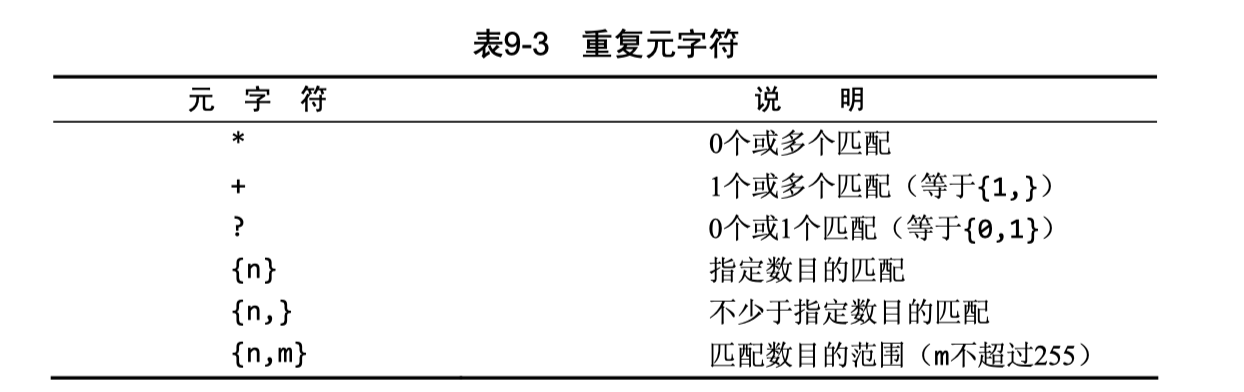 表9-3 重复元字符
元 字 符 说 明
* 0个或多个匹配
+ 1个或多个匹配（等于{1,}）
? 0个或1个匹配（等于{0,1}）
{n} 指定数目的匹配
{n,} 不少于指定数目的匹配
{n,m} 匹配数目的范围（m不超过255）